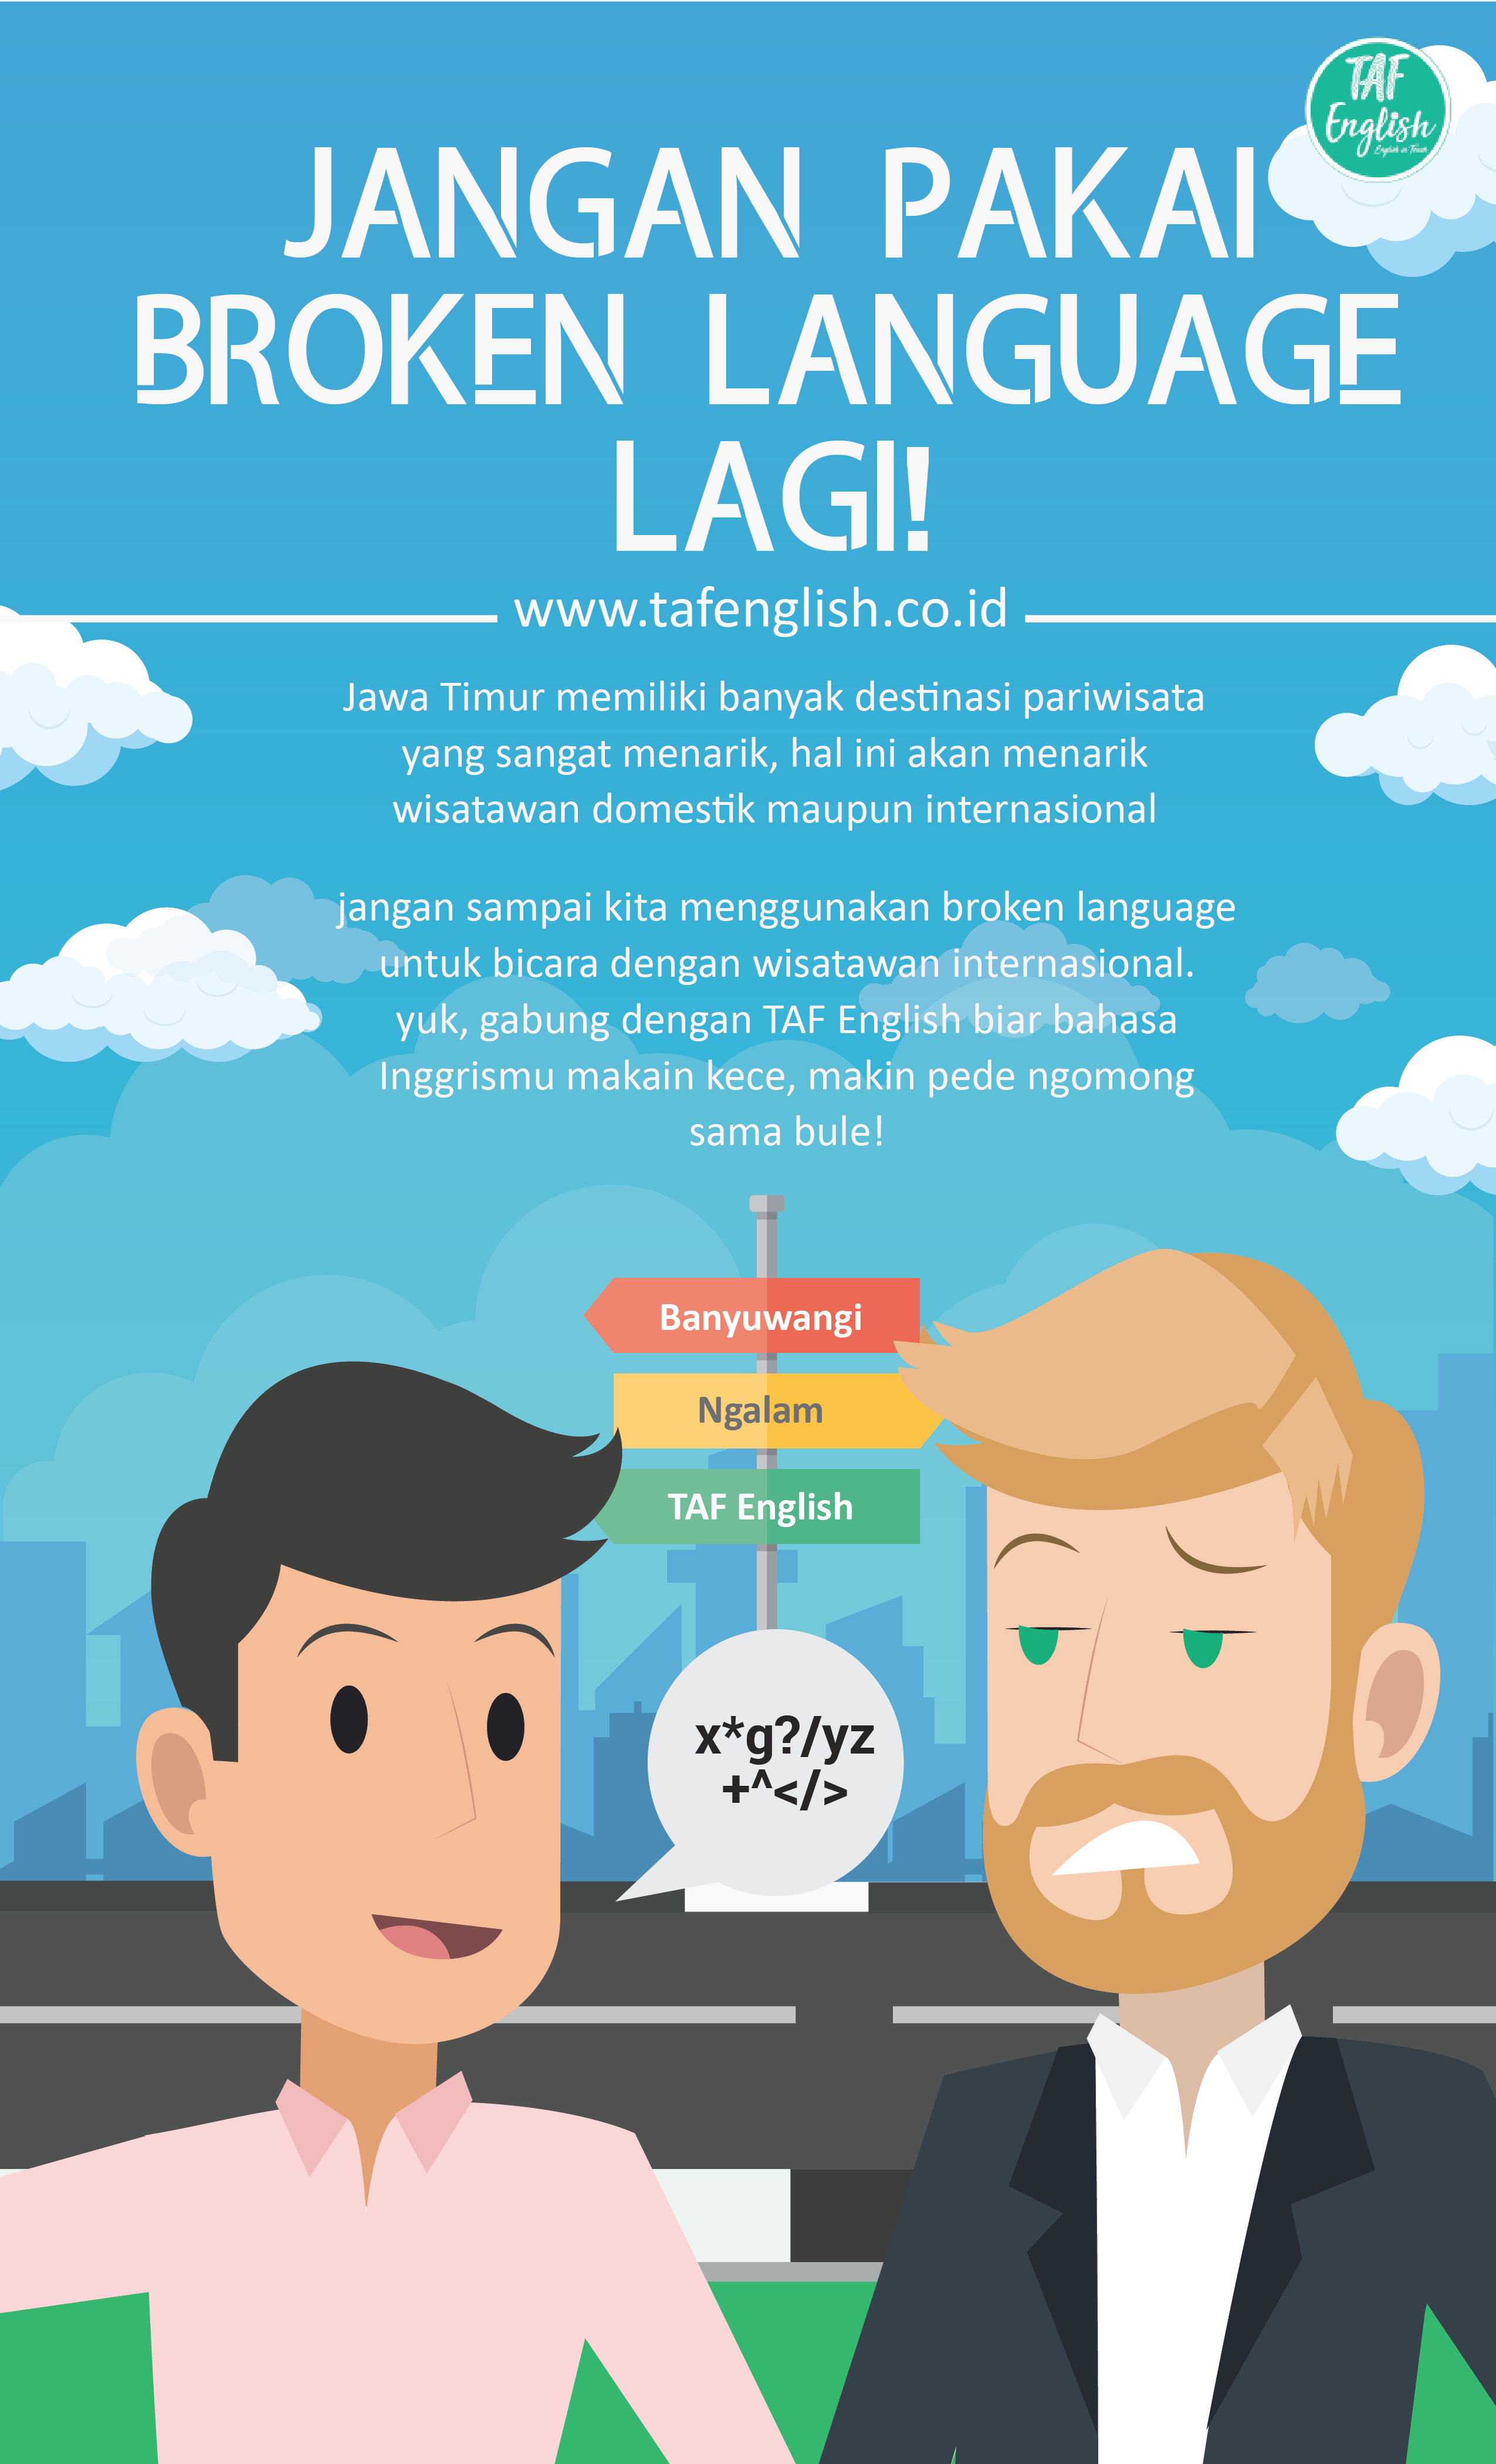 TAF
English
English in Touch
JANGAN PAKAI
BROKEN LANGUAGE
LAGI!
www.tafenglish.co.id
Jawa Timur memiliki banyak destinasi pariwisata
yang sangat menarik, hal ini akan menarik
wisatawan domestik maupun internasional
jangan sampai kita menggunakan broken language
untuk bicara dengan wisatawan internasional.
yuk, gabung dengan TAF English biar bahasa
Inggrismu makain kece, makin pede ngomong
sama bule!
Banyuwangi
Ngalam
TAF English
x*g?/yz
+^</>